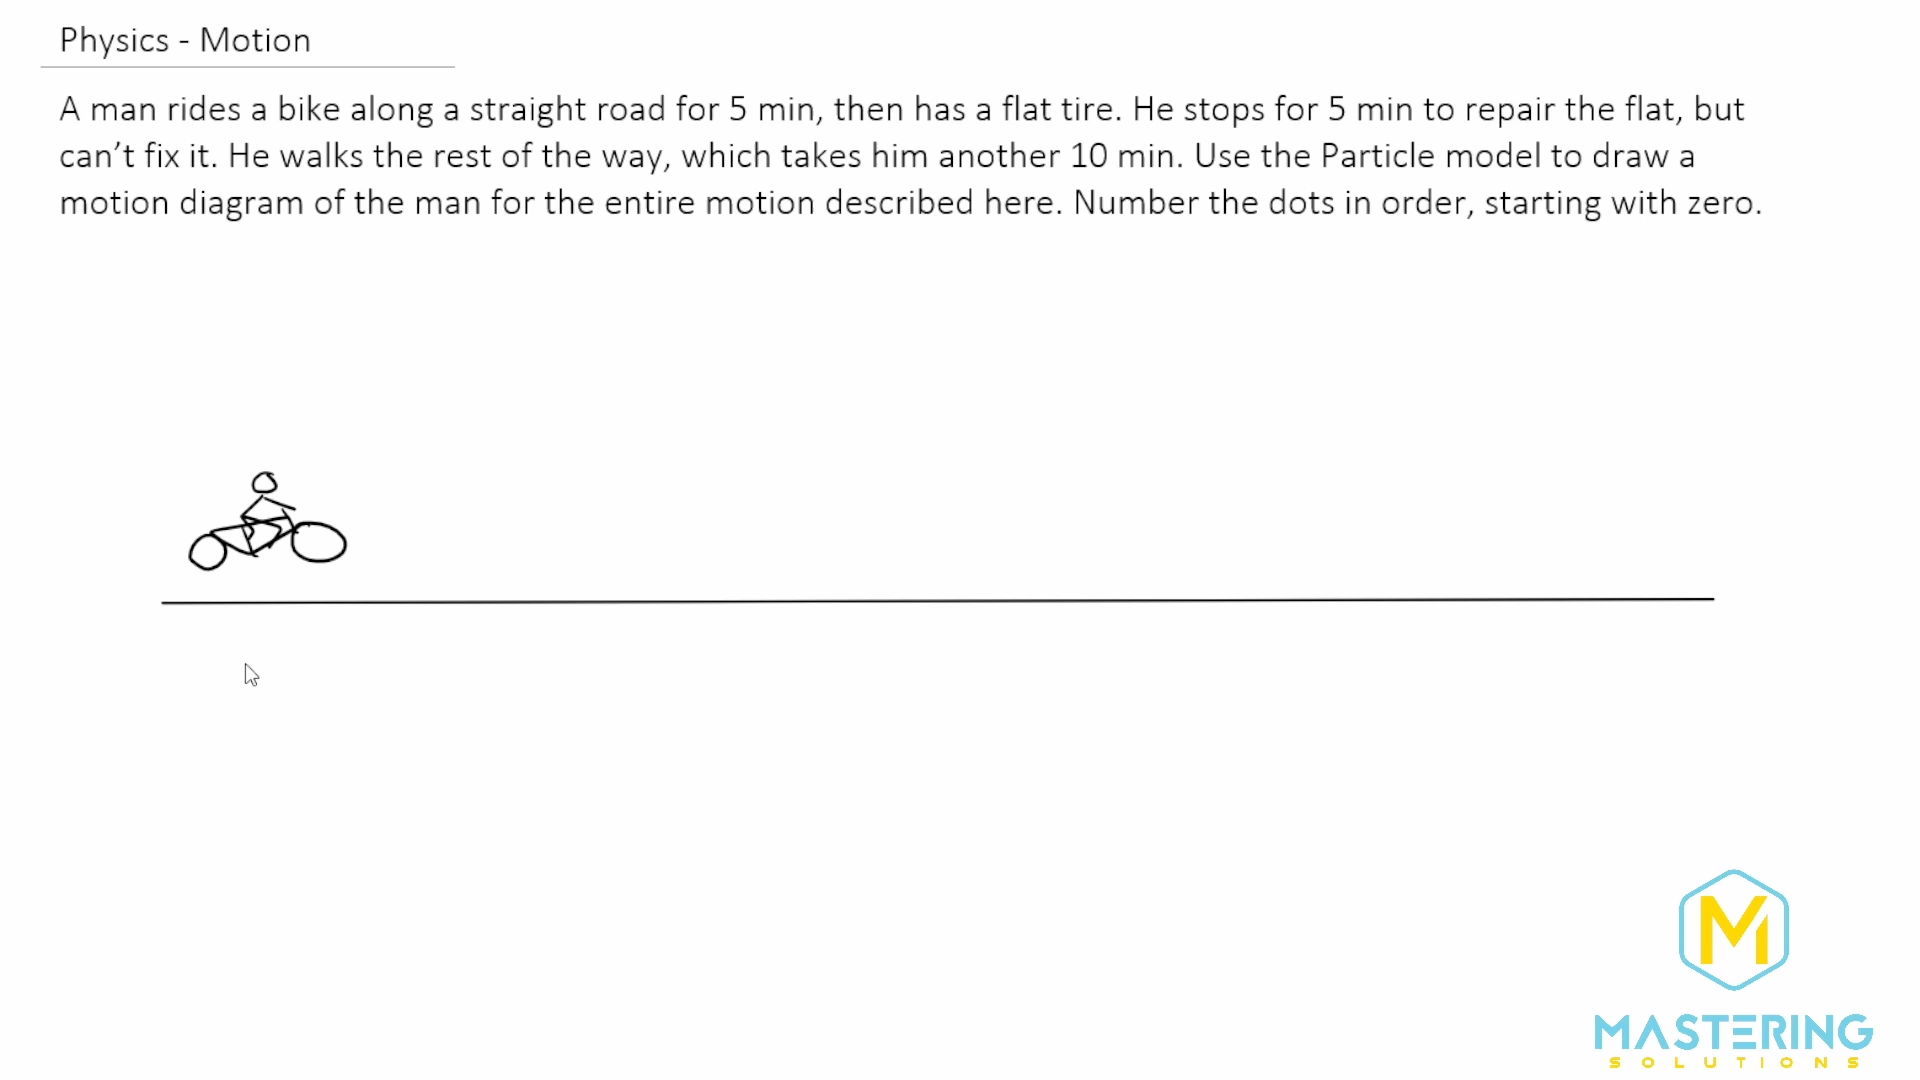 Physics - Motion
A man rides a bike along a straight road for 5 min, then has a flat tire. He stops for 5 min to repair the flat, but
can’t fix it. He walks the rest of the way, which takes him another 10 min. Use the Particle model to draw a
motion diagram of the man for the entire motion described here. Number the dots in order, starting with zero.
M
MASTERING
SOLUTIONS